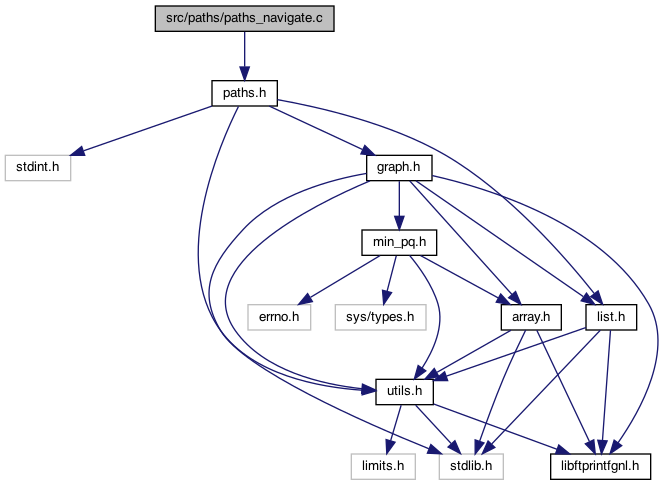 src/paths/paths_navigate.c
paths.h
stdint.h
graph.h
min_pq.h
errno.h
sys/types.h
array.h
list.h
utils.h
limits.h
stdlib.h
libftprintfgnl.h